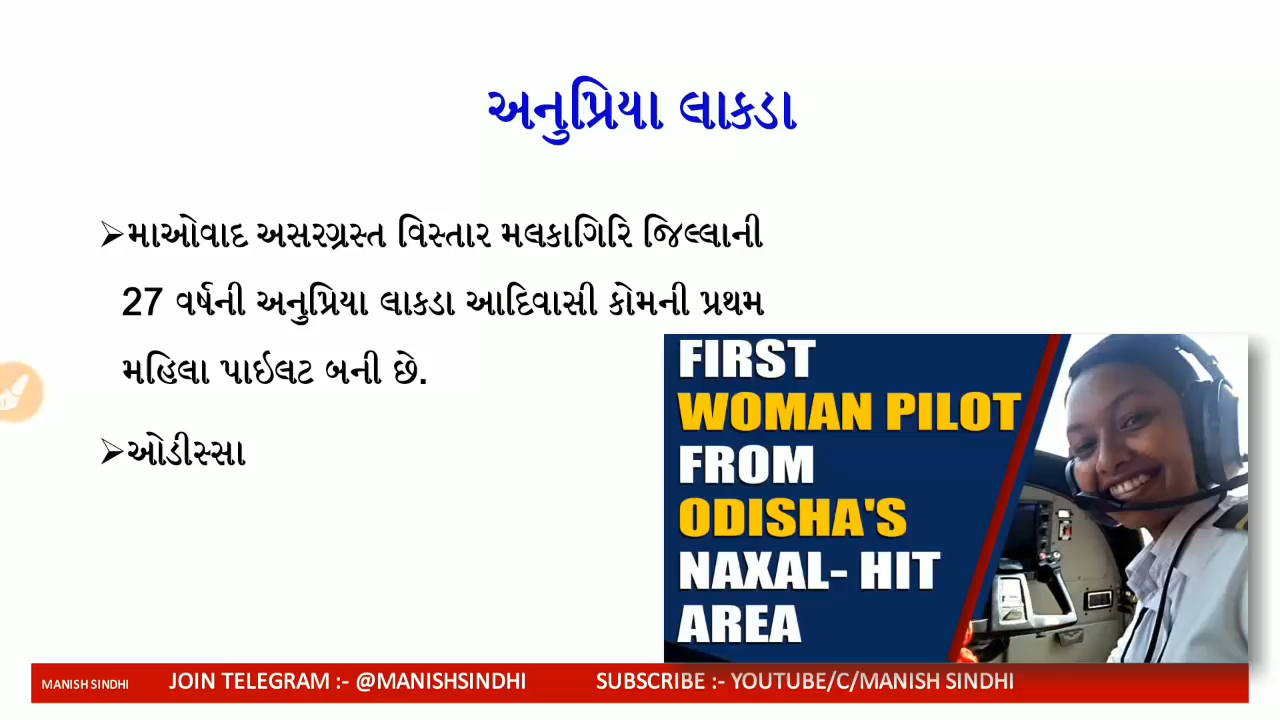 અનુપ્રિયા લાકડા
➢માઓવાદ અસરગ્રસ્ત વિસ્તાર મલકાગિરિ જિલ્લાની
27 વર્ષની અનુપ્રિયા લાકડા આદિવાસી કોમની પ્રથમ
મહિલા પાઇલટ બની છે.
➢ઓડીસ્સા
FIRST
WOMAN PILOT
FROM
ODISHA'S
NAXAL- HIT
AREA
MANISH SINDHI JOIN TELEGRAM :- @MANISHSINDHI SUBSCRIBE :- YOUTUBE/C/MANISH SINDHI